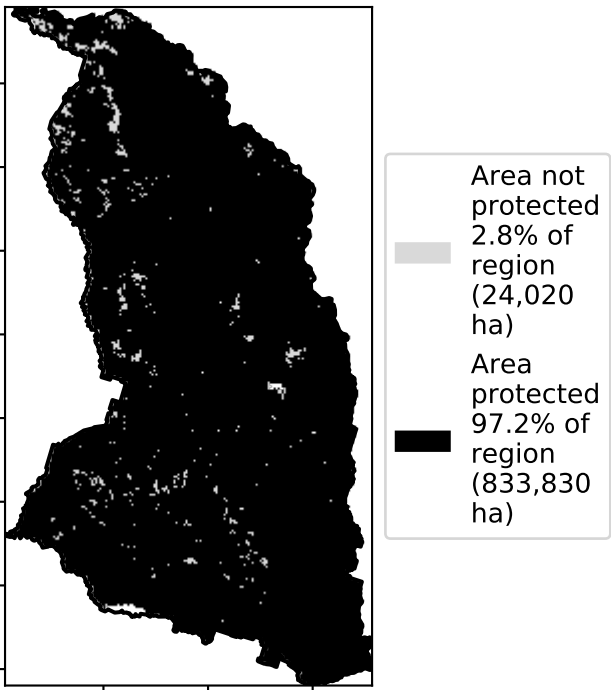 Area not
protected
2.8% of
region
(24,020
ha)
Area
protected
97.2% of
region
(833,830
ha)